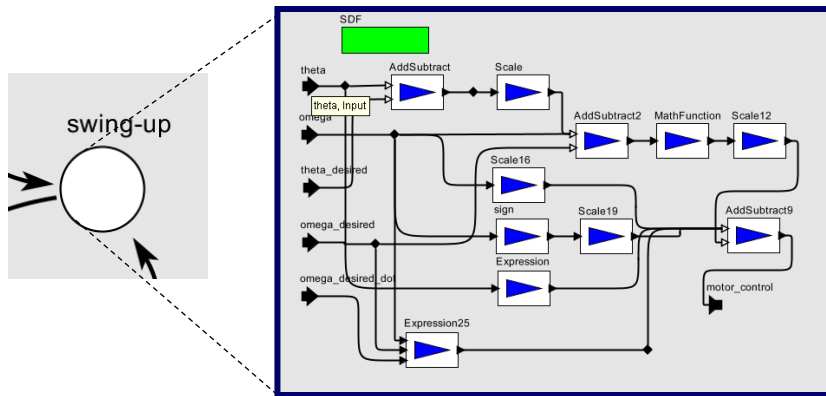 SDF
theta
AddSubtract
Scale
theta, Input
omega
swing-up
AddSubtract2
MathFunction
Scale12
theta_desired
Scale16
sign
Scale19
AddSubtract9
omega_desired
Expression
omega_desired_dot
motor_control
Expression25